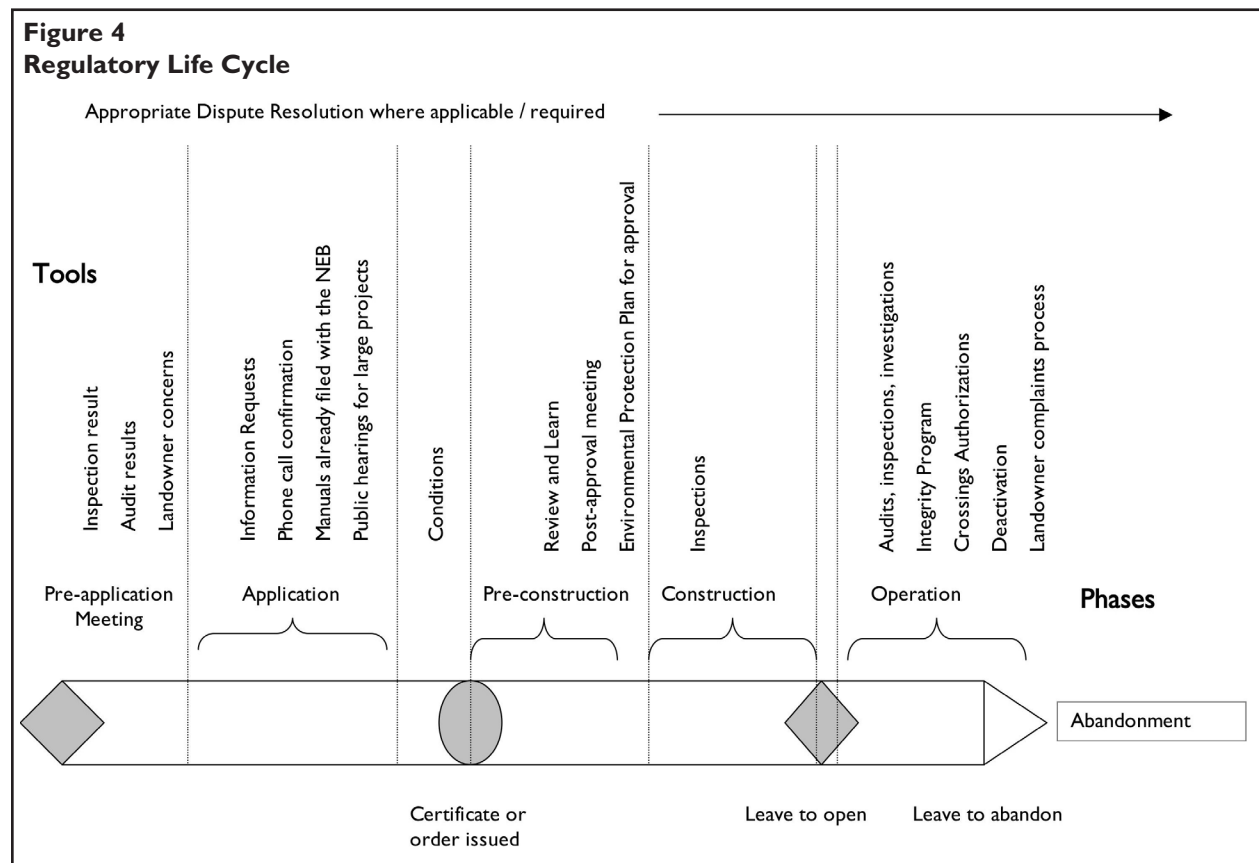 Figure 4
Regulatory Life Cycle
Appropriate Dispute Resolution where applicable / required
Tools
Inspection result
Audit results
Landowner concerns
Information Requests
Phone call confirmation
Manuals already filed with the NEB
Public hearings for large projects
Conditions
Review and Learn
Post-approval meeting
Environmental Protection Plan for approval
Inspections
Audits, inspections, investigations
Integrity Program
Crossings Authorizations
Deactivation
Landowner complaints process
Pre-application
Meeting
Application
Pre-construction
Construction
Operation
Phases
Abandonment
Certificate or
order issued
Leave to open
Leave to abandon